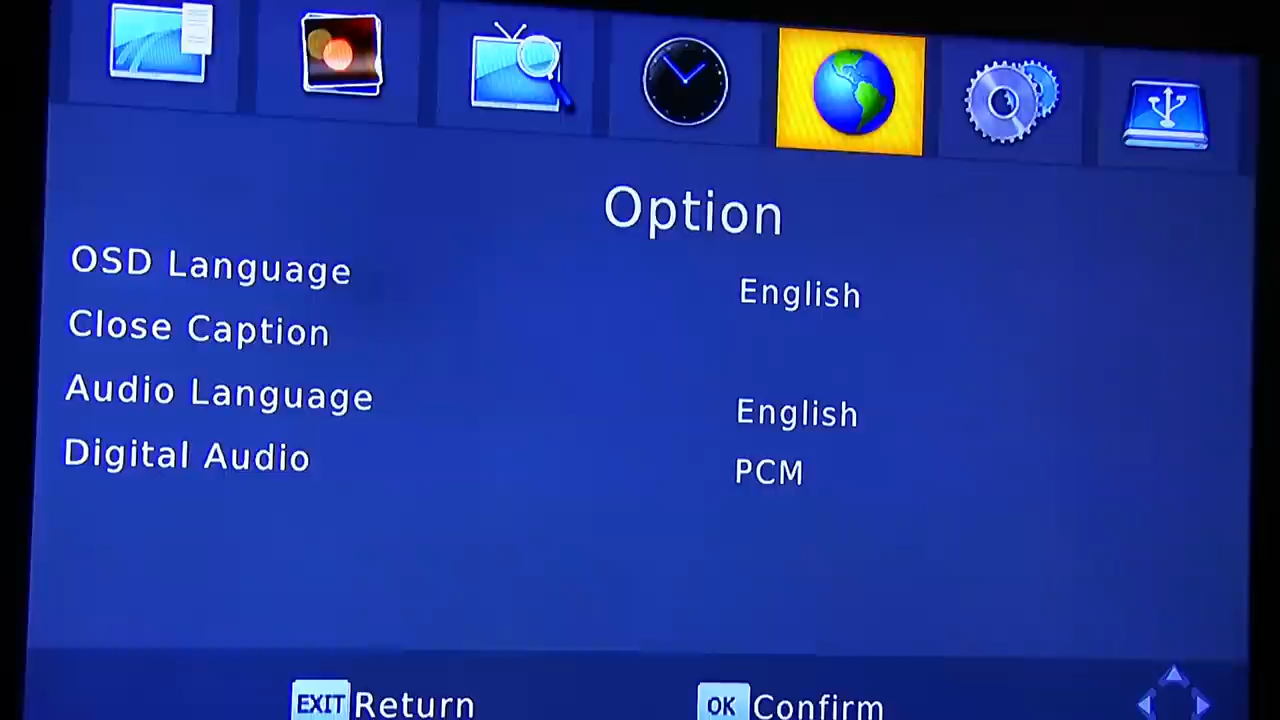 Option
OSD Language English
Close Caption
Audio Language English
Digital Audio PCM
EXIT Return OK Confirm